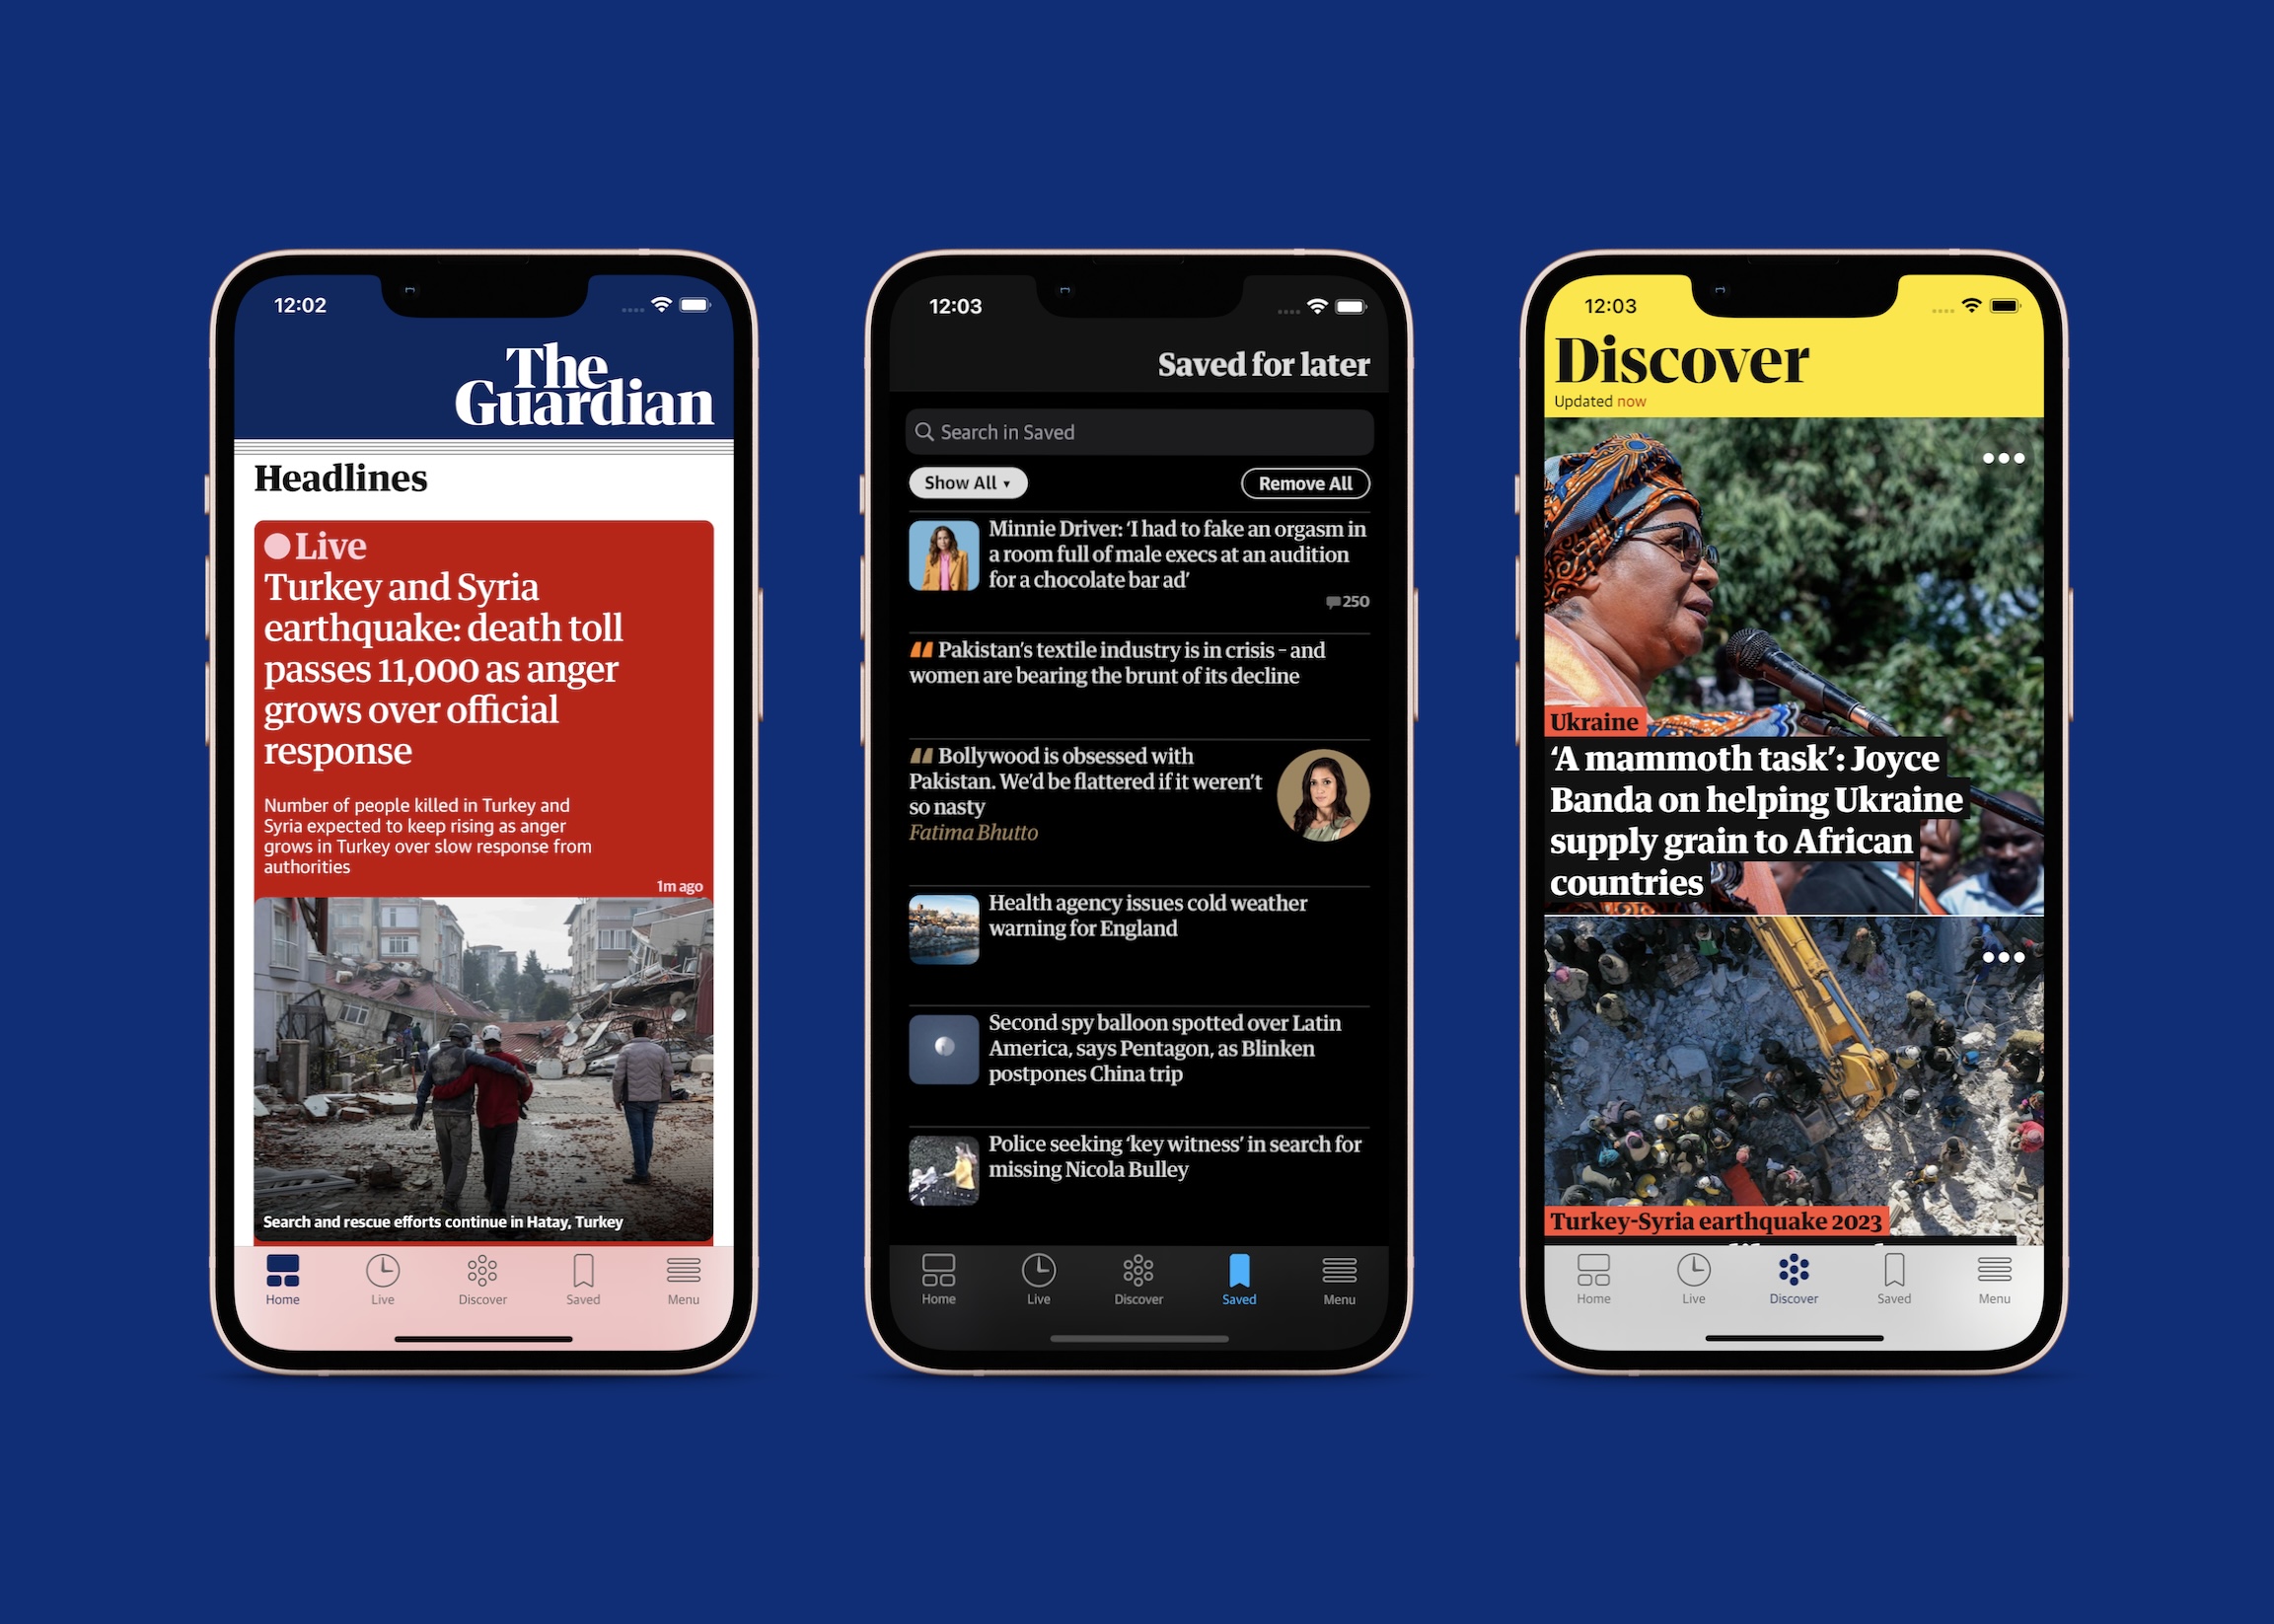 12:02
The
Guardian
Headlines
Live
Turkey and Syria
earthquake: death toll
passes 11,000 as anger
grows over official
response
Number of people killed in Turkey and
Syria expected to keep rising as anger
grows in Turkey over slow response from
authorities
1m ago
Search and rescue efforts continue in Hatay, Turkey
Home
Live
Discover
Saved
Menu
12:03
Saved for later
Search in Saved
Show All ▾
Remove All
Minnie Driver: ‘I had to fake an orgasm in
a room full of male execs at an audition
for a chocolate bar ad’
250
“ Pakistan’s textile industry is in crisis – and
women are bearing the brunt of its decline
“ Bollywood is obsessed with
Pakistan. We’d be flattered if it weren’t
so nasty
Fatima Bhutto
Health agency issues cold weather
warning for England
Second spy balloon spotted over Latin
America, says Pentagon, as Blinken
postpones China trip
Police seeking ‘key witness’ in search for
missing Nicola Bulley
Home
Live
Discover
Saved
Menu
12:03
Discover
Updated now
Ukraine
‘A mammoth task’: Joyce
Banda on helping Ukraine
supply grain to African
countries
Turkey-Syria earthquake 2023
Home
Live
Discover
Saved
Menu